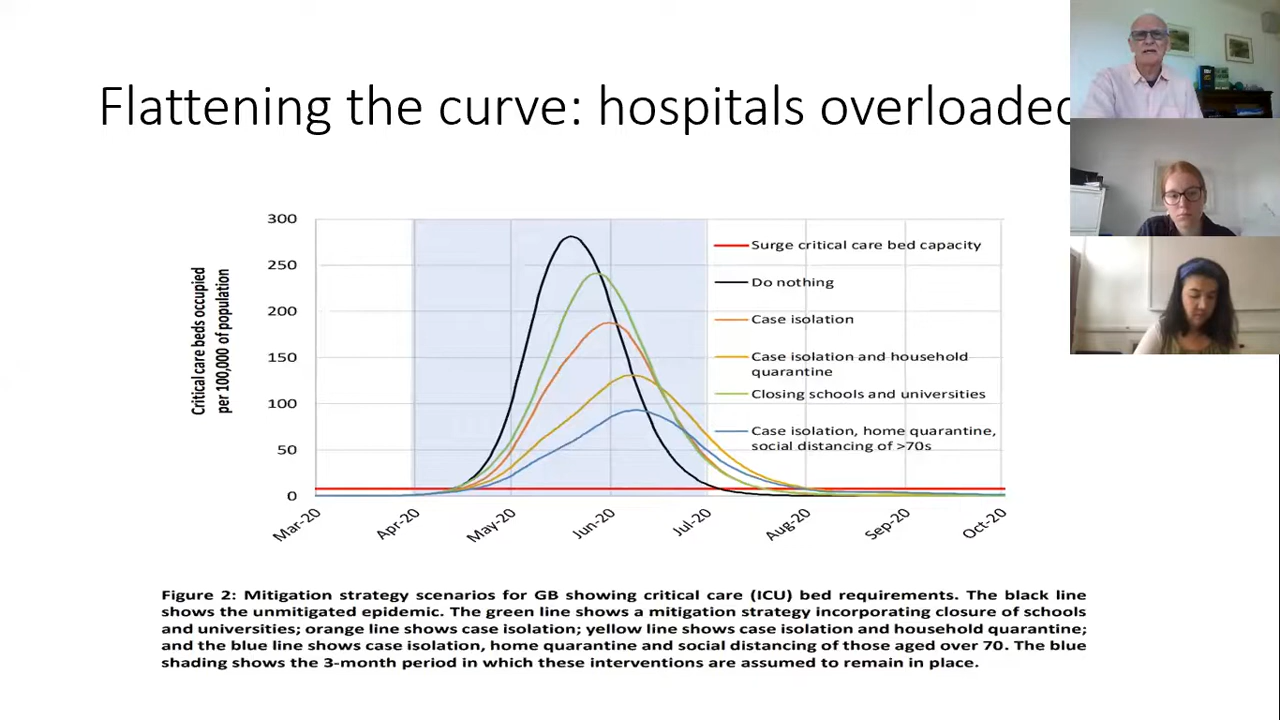 Flattening the curve: hospitals overloaded
Critical care beds occupied
per 100,000 of population
300
250
200
150
100
50
0
Mar-20
Apr-20
May-20
Jun-20
Jul-20
Aug-20
Sep-20
Oct-20
Surge critical care bed capacity
Do nothing
Case isolation
Case isolation and household
quarantine
Closing schools and universities
Case isolation, home quarantine,
social distancing of >70s
Figure 2: Mitigation strategy scenarios for GB showing critical care (ICU) bed requirements. The black line
shows the unmitigated epidemic. The green line shows a mitigation strategy incorporating closure of schools
and universities; orange line shows case isolation; yellow line shows case isolation and household quarantine;
and the blue line shows case isolation, home quarantine and social distancing of those aged over 70. The blue
shading shows the 3-month period in which these interventions are assumed to remain in place.